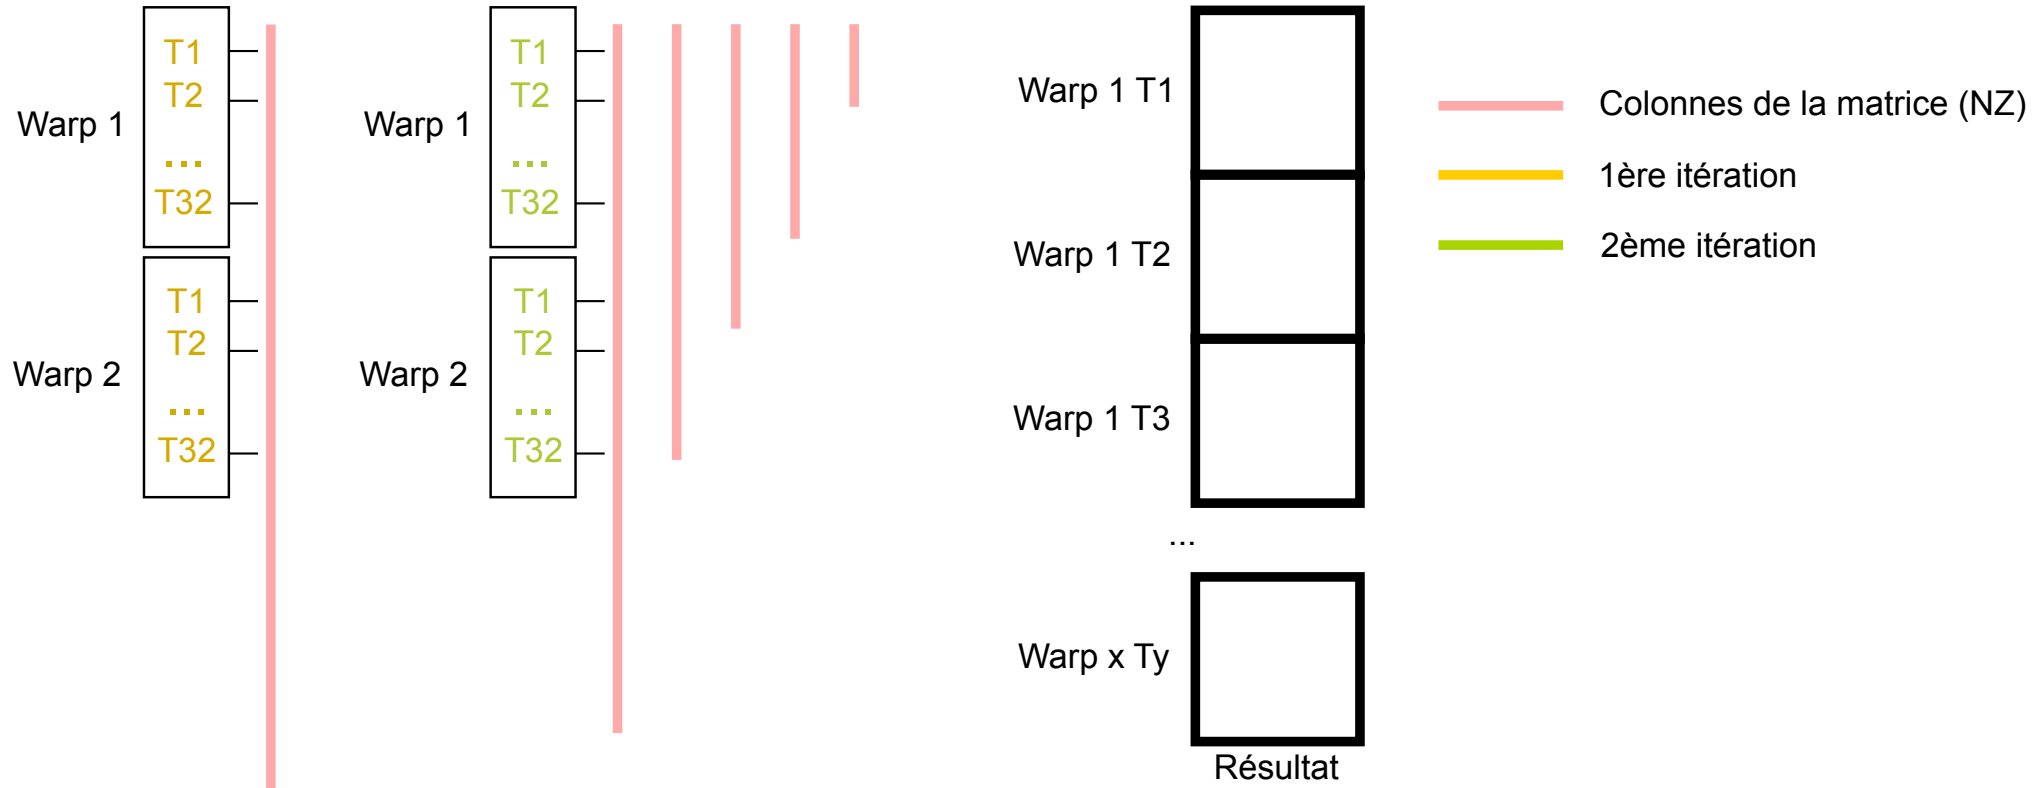 Warp 1
T1
T2
...
T32
Warp 2
T1
T2
...
T32
Warp 1
T1
T2
...
T32
Warp 2
T1
T2
...
T32
Warp 1 T1
Warp 1 T2
Warp 1 T3
...
Warp x Ty
Résultat
Colonnes de la matrice (NZ)
1ère itération
2ème itération